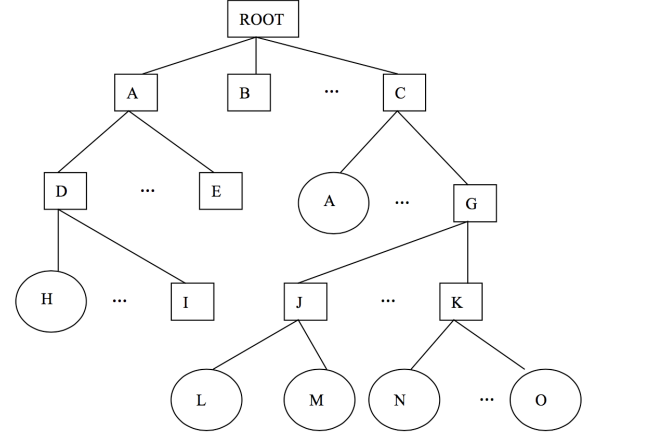 ROOT
A B ... C
D ... E A ... G
H ... I J ... K
L M N ... O